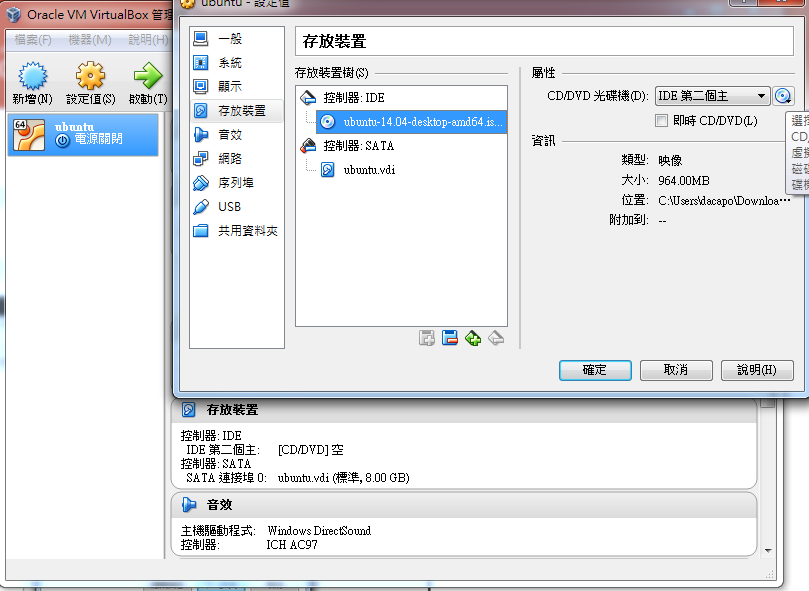 Oracle VM VirtualBox 管理
ubuntu - 設定值
檔案(F) 機器(M) 說明(H)
新增(N) 設定值(S) 啟動(T)
64
ubuntu
電源關閉
一般
系統
顯示
存放裝置
音效
網路
序列埠
USB
共用資料夾
存放裝置
存放裝置樹(S)
控制器: IDE
ubuntu-14.04-desktop-amd64.is...
控制器: SATA
ubuntu.vdi
屬性
CD/DVD 光碟機(D): IDE 第二個主
即時 CD/DVD(L)
資訊
類型: 映像
大小: 964.00MB
位置: C:\Users\dacapo\Downloa···
附加到: --
選擇
CD
虛擬
磁碟
碟機
確定 取消 說明(H)
存放裝置
控制器: IDE
IDE 第二個主: [CD/DVD] 空
控制器: SATA
SATA 連接埠 0: ubuntu.vdi (標準, 8.00 GB)
音效
主機驅動程式: Windows DirectSound
控制器: ICH AC97